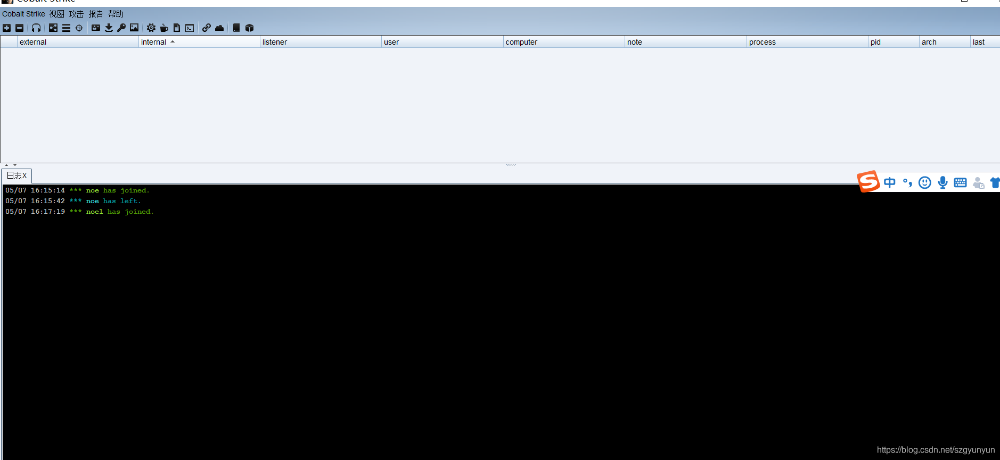 Cobalt Strike
Cobalt Strike 视图 攻击 报告 帮助
external internal listener user computer note process pid arch last
日志X
中
05/07 16:15:14 *** noe has joined.
05/07 16:15:42 *** noe has left.
05/07 16:17:19 *** noe1 has joined.
https://blog.csdn.net/szgyunyun